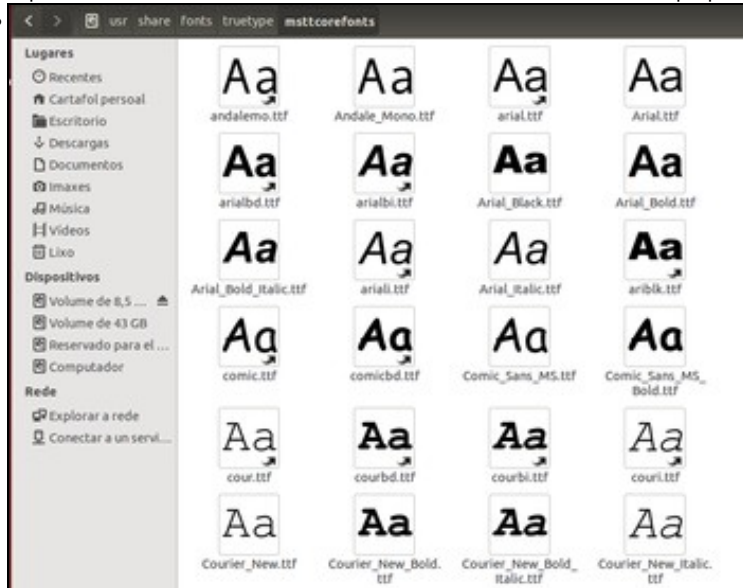 usr share fonts truetype msttcorefonts
Lugares
Recentes
Cartafol persoal
Escritorio
Descargas
Documentos
Imaxes
Música
Vídeos
Lixo
Dispositivos
Volume de 8,5 ...
Volume de 43 GB
Reservado para el ...
Computador
Rede
Explorar a rede
Conectar a un servi...
Aa Aa Aa Aa
andalemo.ttf Andale_Mono.ttf arial.ttf Arial.ttf
Aa Aa Aa Aa
arialbd.ttf arialbi.ttf Arial_Black.ttf Arial_Bold.ttf
Aa Aa Aa Aa
Arial_Bold_Italic.ttf ariali.ttf Arial_Italic.ttf ariblk.ttf
Aa Aa Aa Aa
comic.ttf comicbd.ttf Comic_Sans_MS.ttf Comic_Sans_MS_
Bold.ttf
Aa Aa Aa Aa
cour.ttf courbd.ttf courbi.ttf couri.ttf
Aa Aa Aa Aa
Courier_New.ttf Courier_New_Bold. Courier_New_Bold_ Courier_New_Italic.
ttf Italic.ttf ttf